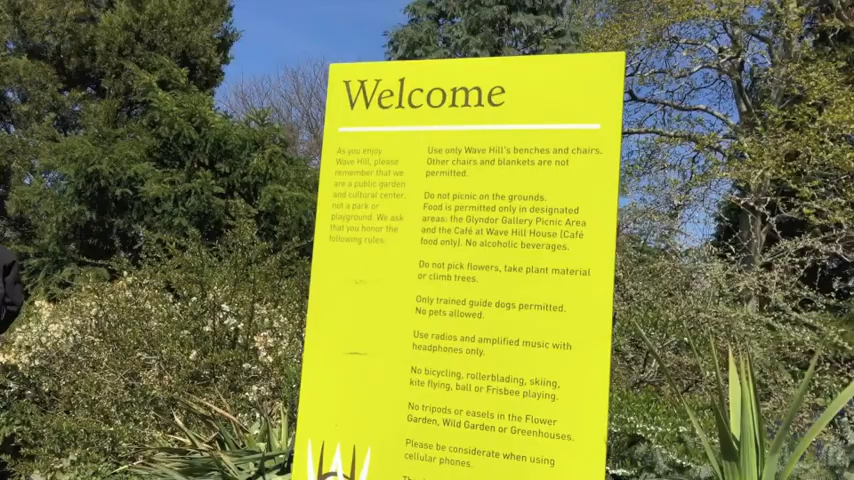 Welcome
As you enjoy
Wave Hill, please
remember that we
are a public garden
and cultural center,
not a park or
playground. We ask
that you honor the
following rules:
Use only Wave Hill's benches and chairs.
Other chairs and blankets are not
permitted.
Do not picnic on the grounds.
Food is permitted only in designated
areas: the Glyndor Gallery Picnic Area
and the Café at Wave Hill House (Café
food only). No alcoholic beverages.
Do not pick flowers, take plant material
or climb trees.
Only trained guide dogs permitted.
No pets allowed.
Use radios and amplified music with
headphones only.
No bicycling, rollerblading, skiing,
kite flying, ball or Frisbee playing.
No tripods or easels in the Flower
Garden, Wild Garden or Greenhouses.
Please be considerate when using
cellular phones.